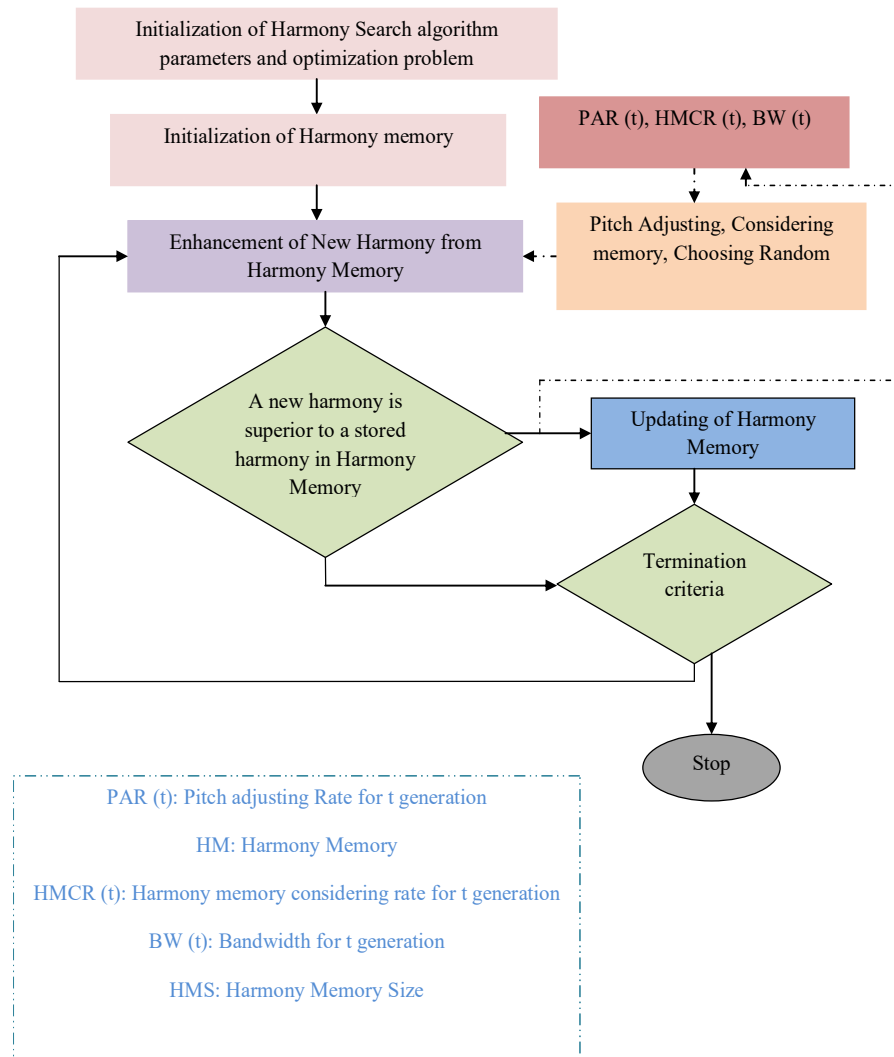 Initialization of Harmony Search algorithm
parameters and optimization problem
Initialization of Harmony memory
PAR (t), HMCR (t), BW (t)
Enhancement of New Harmony from
Harmony Memory
Pitch Adjusting, Considering
memory, Choosing Random
A new harmony is
superior to a stored
harmony in Harmony
Memory
Updating of Harmony
Memory
Termination
criteria
Stop
PAR (t): Pitch adjusting Rate for t generation
HM: Harmony Memory
HMCR (t): Harmony memory considering rate for t generation
BW (t): Bandwidth for t generation
HMS: Harmony Memory Size